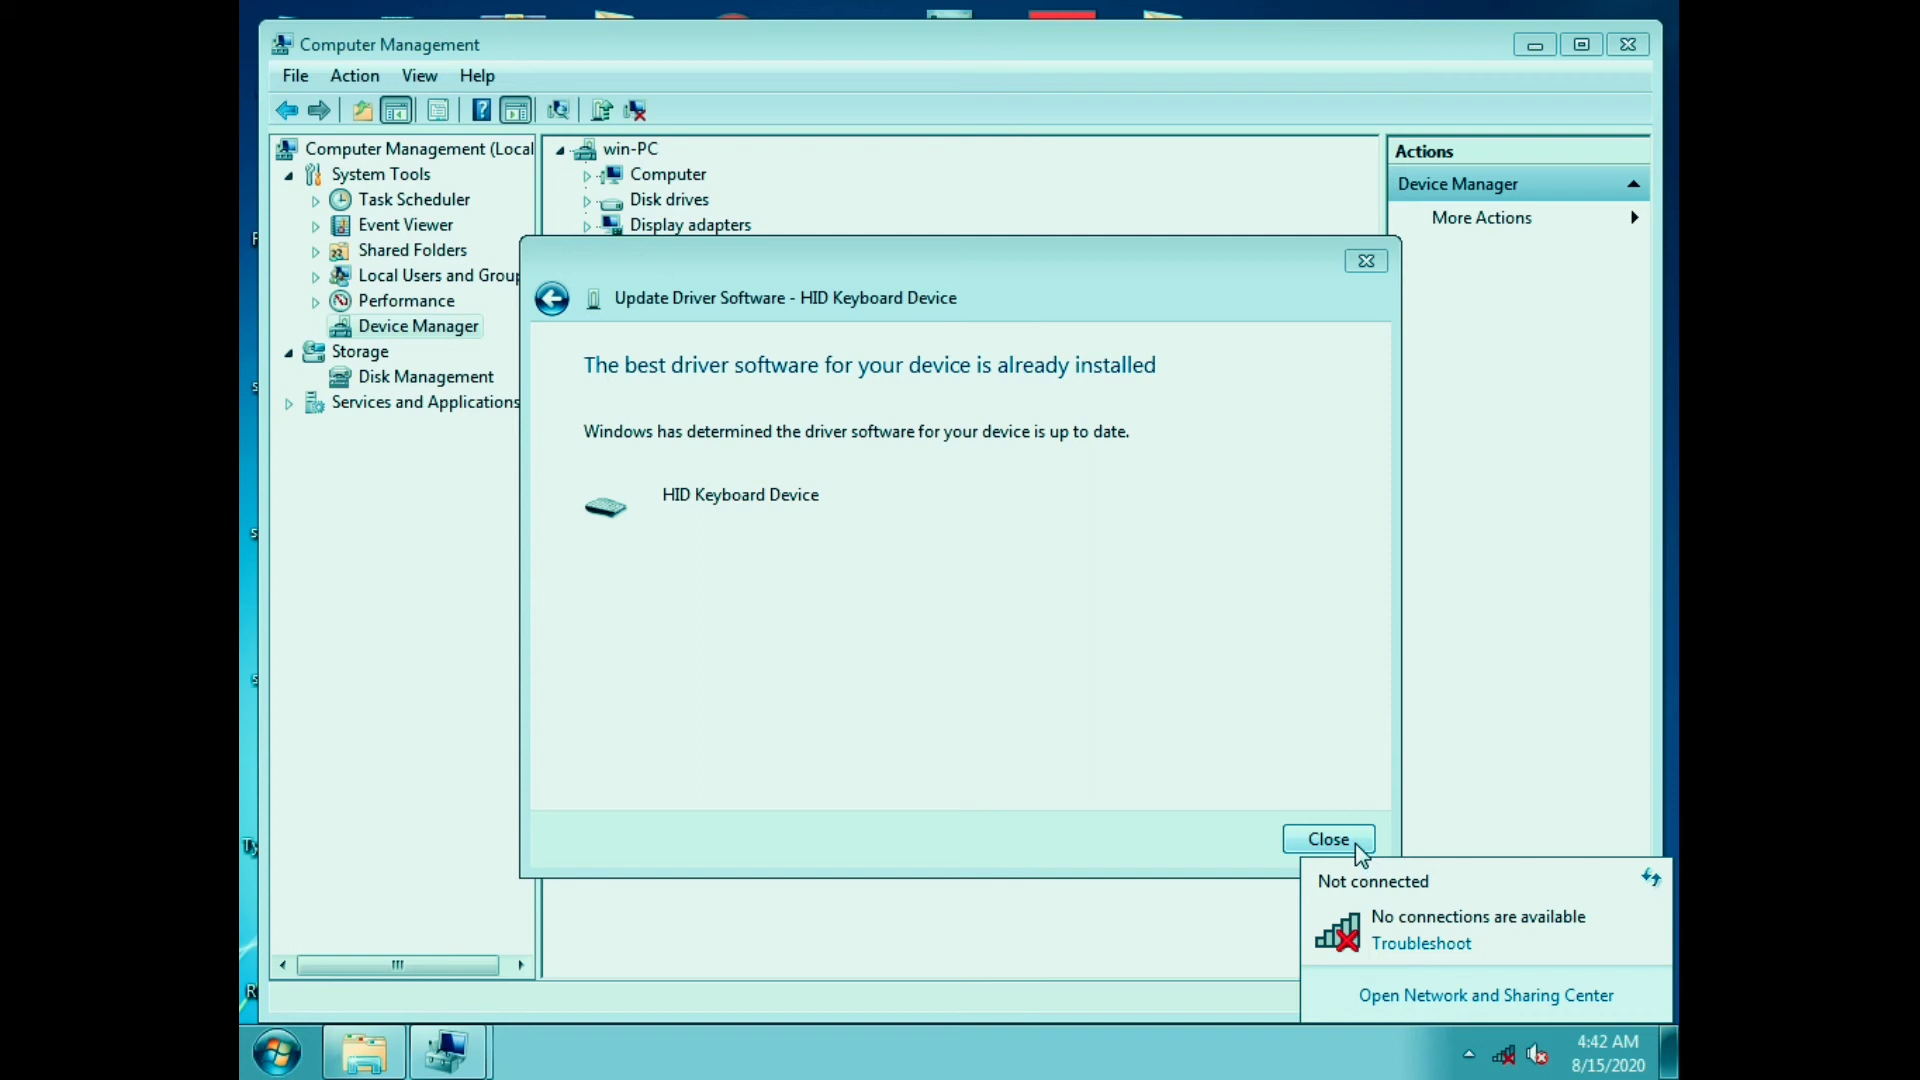 Computer Management
File Action View Help
Computer Management (Local
System Tools
Task Scheduler
Event Viewer
Shared Folders
Local Users and Group
Performance
Device Manager
Storage
Disk Management
Services and Applications
win-PC
Computer
Disk drives
Display adapters
Actions
Device Manager
More Actions
Update Driver Software - HID Keyboard Device
The best driver software for your device is already installed
Windows has determined the driver software for your device is up to date.
HID Keyboard Device
Close
Not connected
No connections are available
Troubleshoot
Open Network and Sharing Center
4:42 AM
8/15/2020